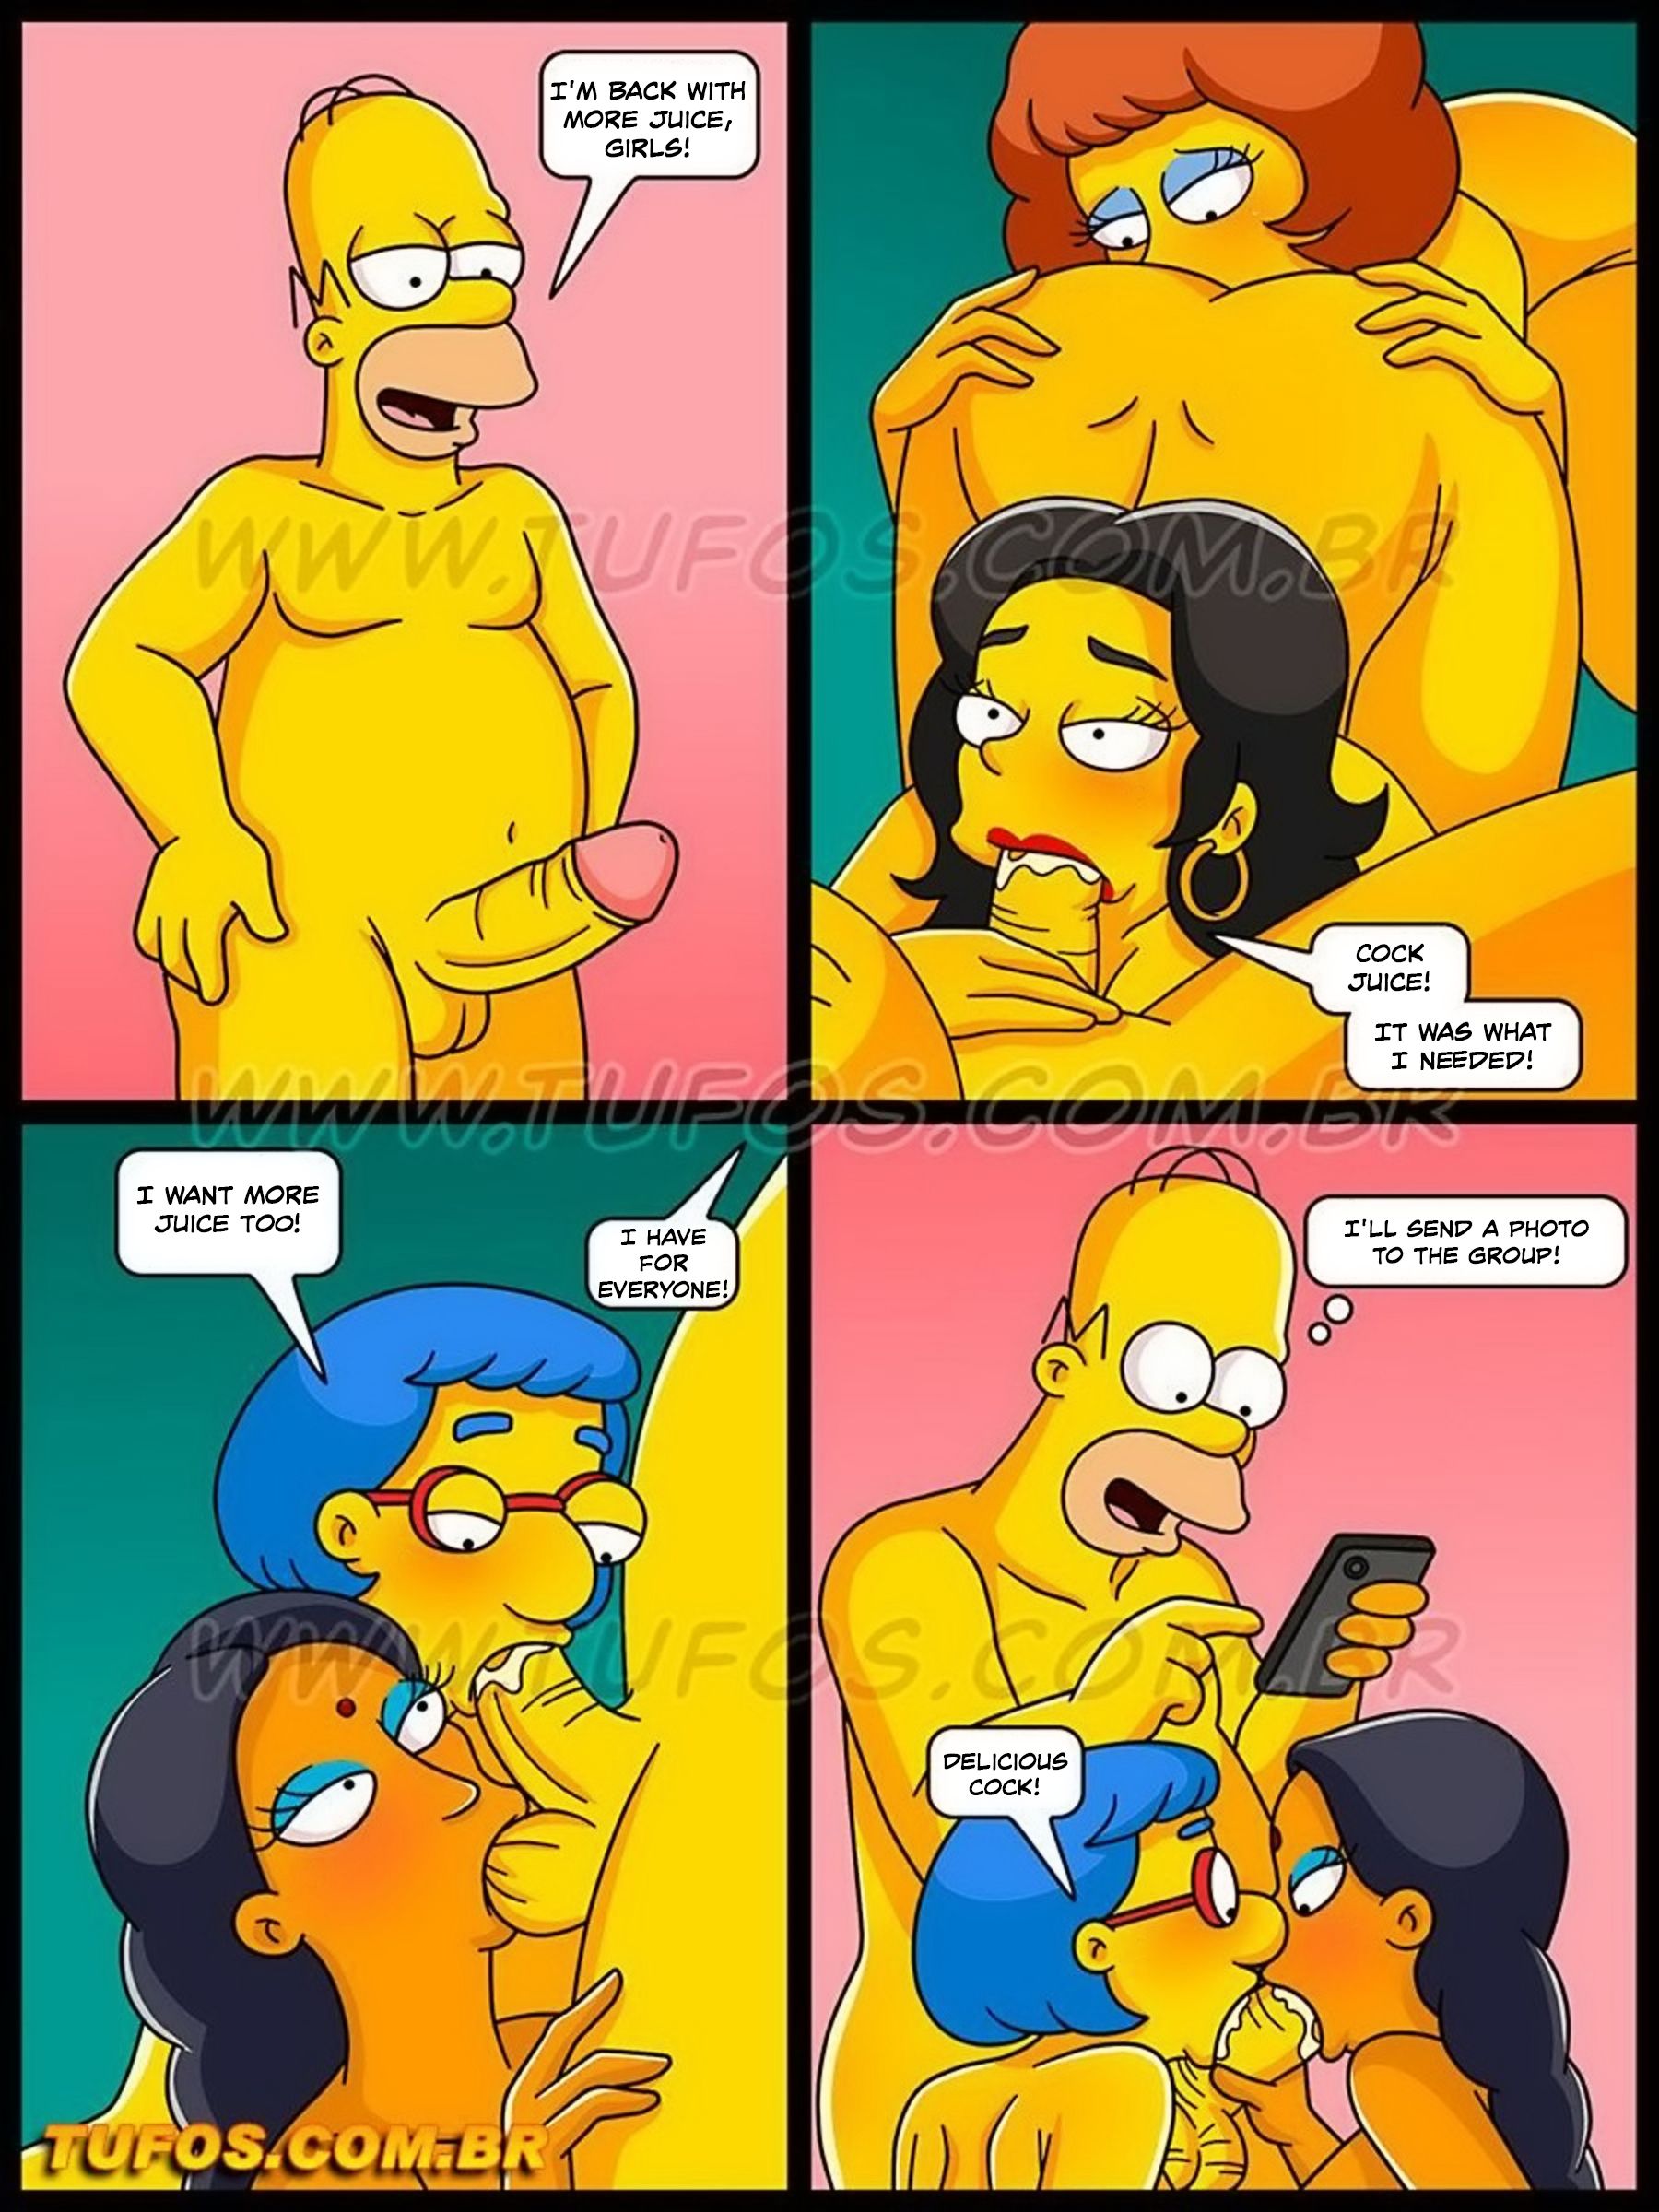 I'M BACK WITH
MORE JUICE,
GIRLS!
WWW.TUFOS.COM.BR
COCK
JUICE!
IT WAS WHAT
I NEEDED!
WWW.TUFOS.COM.BR
I WANT MORE
JUICE TOO!
I HAVE
FOR
EVERYONE!
I'LL SEND A PHOTO
TO THE GROUP!
WWW.TUFOS.COM.BR
DELICIOUS
COCK!
TUFOS.COM.BR